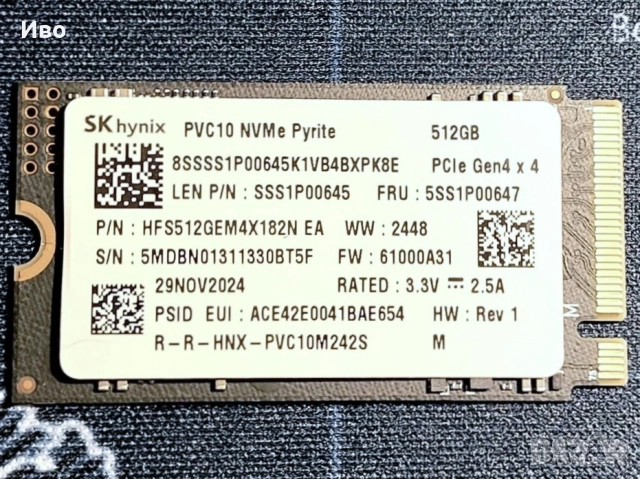 Иво
SK hynix PVC10 NVMe Pyrite 512GB
8SSSS1P00645K1VB4BXPK8E PCIe Gen4 x 4
LEN P/N : SSS1P00645 FRU : 5SS1P00647
P/N : HFS512GEM4X182N EA WW : 2448
S/N : 5MDBN01311330BT5F FW : 61000A31
29NOV2024 RATED : 3.3V ⎓ 2.5A
PSID EUI : ACE42E0041BAE654 HW : Rev 1
R-R-HNX-PVC10M242S M
M